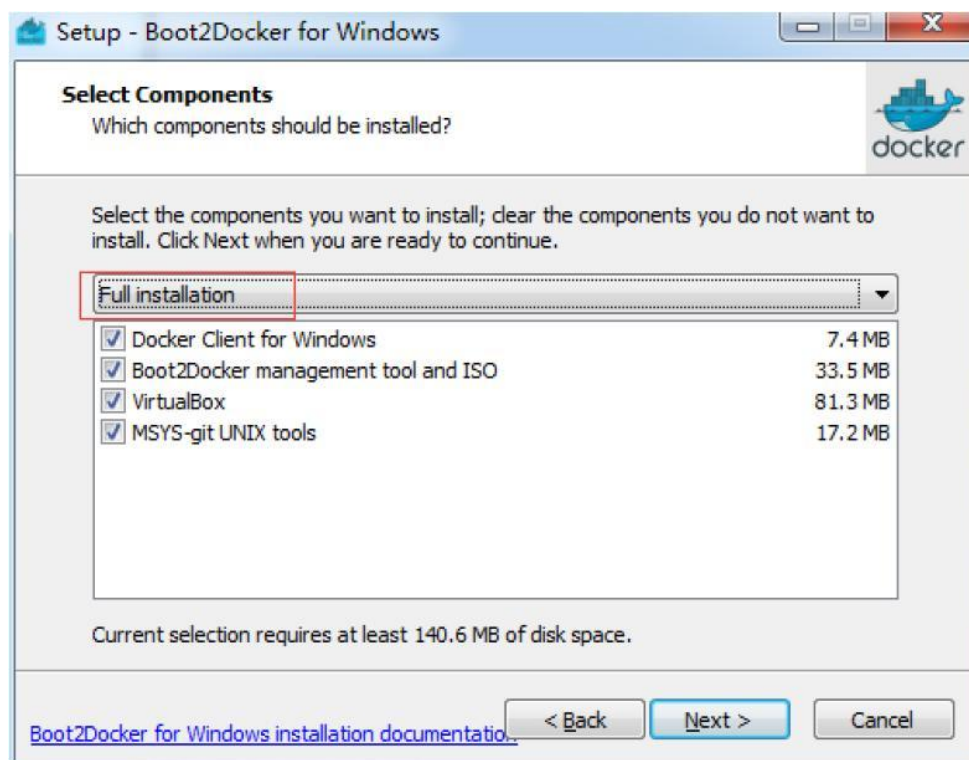 Setup - Boot2Docker for Windows
Select Components
Which components should be installed?
docker
Select the components you want to install; clear the components you do not want to
install. Click Next when you are ready to continue.
Full installation
Docker Client for Windows 7.4 MB
Boot2Docker management tool and ISO 33.5 MB
VirtualBox 81.3 MB
MSYS-git UNIX tools 17.2 MB
Current selection requires at least 140.6 MB of disk space.
Boot2Docker for Windows installation documentation
< Back Next > Cancel